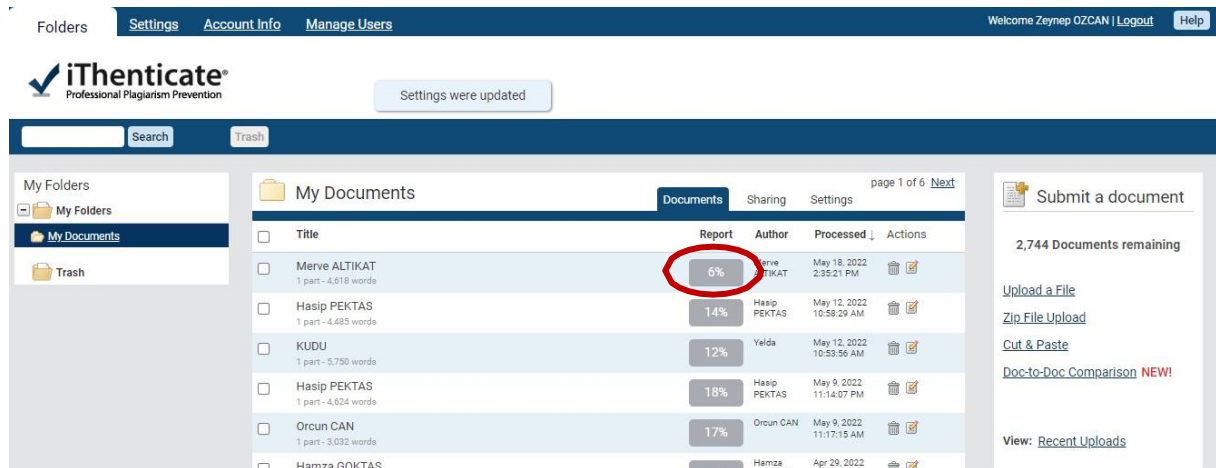 Folders Settings Account Info Manage Users Welcome Zeynep OZCAN | Logout Help
iThenticate®
Professional Plagiarism Prevention
Settings were updated
Search Trash
My Folders
My Folders
My Documents
Trash
My Documents
Documents Sharing Settings
page 1 of 6 Next
Title Report Author Processed ↓ Actions
Merve ALTIKAT 6% Merve ALTIKAT May 18, 2022
1 part - 4,618 words 2:35:21 PM
Hasip PEKTAS 14% Hasip PEKTAS May 12, 2022
1 part - 4,485 words 10:58:29 AM
KUDU 12% Yelda May 12, 2022
1 part - 5,750 words 10:53:56 AM
Hasip PEKTAS 18% Hasip PEKTAS May 9, 2022
1 part - 4,624 words 11:14:07 PM
Orcun CAN 17% Orcun CAN May 9, 2022
1 part - 3,032 words 11:17:15 AM
Hamza GOKTAS Hamza Apr 29, 2022
Submit a document
2,744 Documents remaining
Upload a File
Zip File Upload
Cut & Paste
Doc-to-Doc Comparison NEW!
View: Recent Uploads